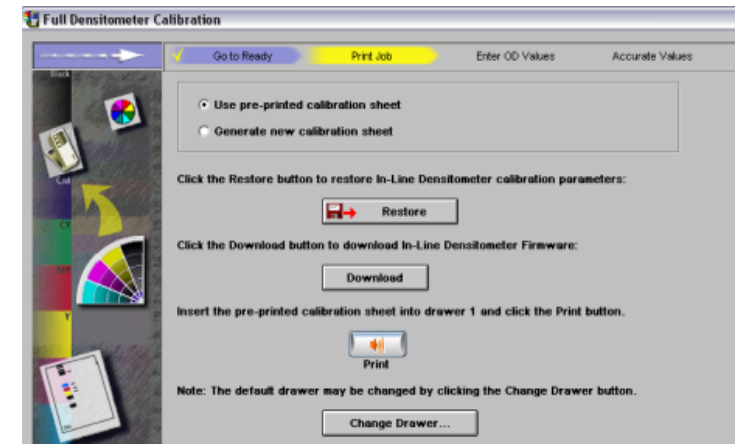 Full Densitometer Calibration
Go to Ready
Print Job
Enter OD Values
Accurate Values
Black
Use pre-printed calibration sheet
Generate new calibration sheet
Click the Restore button to restore In-Line Densitometer calibration parameters:
Restore
Click the Download button to download In-Line Densitometer Firmware:
Download
Insert the pre-printed calibration sheet into drawer 1 and click the Print button.
Print
Note: The default drawer may be changed by clicking the Change Drawer button.
Change Drawer...
CY
MY
Y